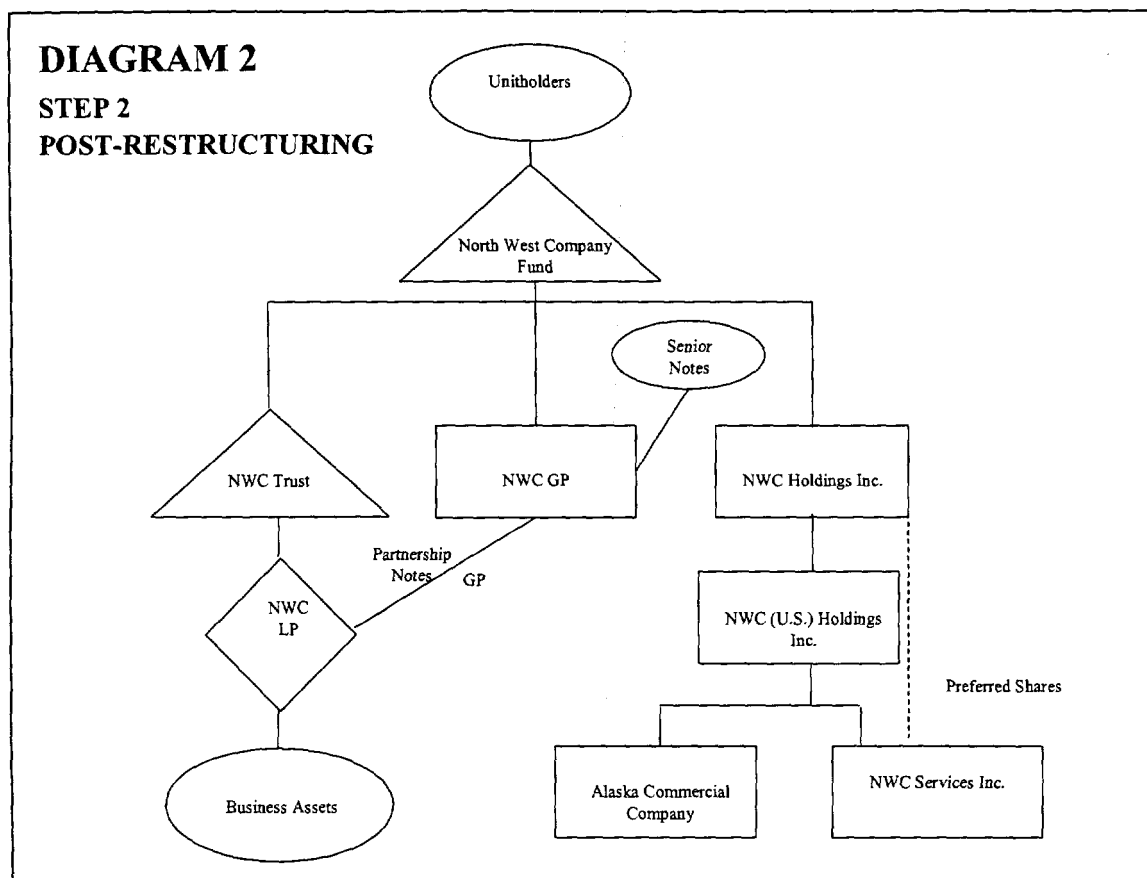 DIAGRAM 2
STEP 2
POST-RESTRUCTURING
Unitholders
North West Company
Fund
Senior
Notes
NWC Trust
NWC GP
NWC Holdings Inc.
Partnership
Notes
GP
NWC
LP
NWC (U.S.) Holdings
Inc.
Preferred Shares
Business Assets
Alaska Commercial
Company
NWC Services Inc.